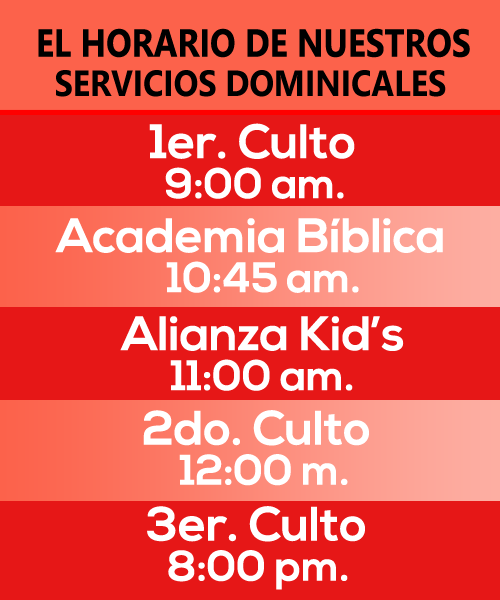 EL HORARIO DE NUESTROS
SERVICIOS DOMINICALES
1er. Culto
9:00 am.
Academia Bíblica
10:45 am.
Alianza Kid's
11:00 am.
2do. Culto
12:00 m.
3er. Culto
8:00 pm.